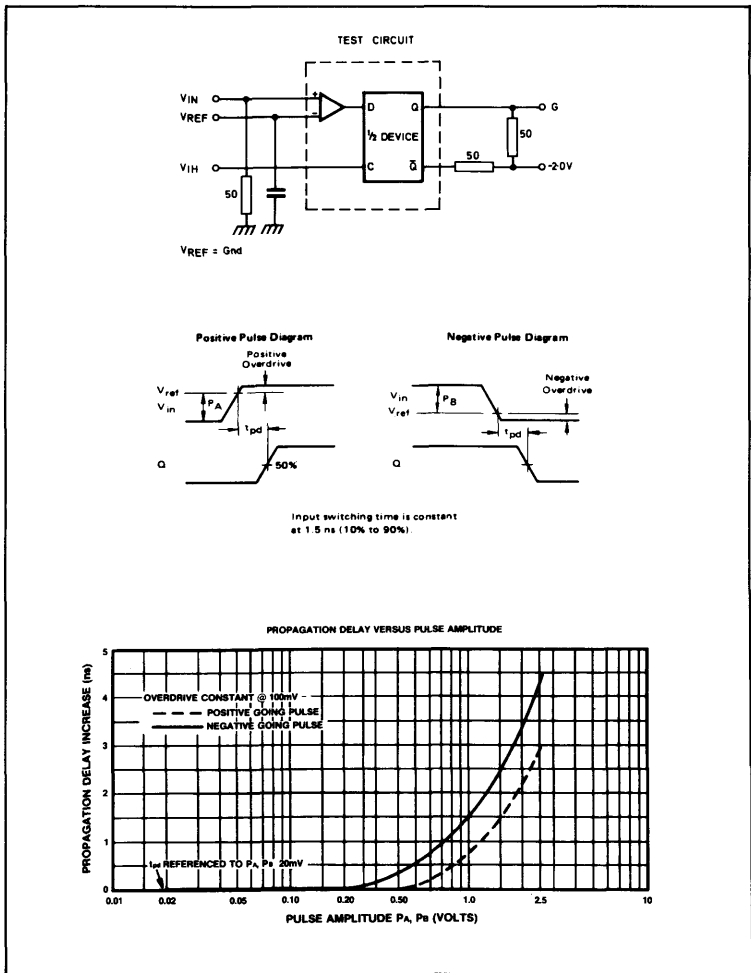 TEST CIRCUIT
VIN
VREF
VIH
+
–
D Q
1/2 DEVICE
C Q̅
50
50
50
G
-2·0V
VREF = Gnd
Positive Pulse Diagram
Positive
Overdrive
Vref
Vin
PA
tpd
Q
50%
Negative Pulse Diagram
Negative
Overdrive
Vin
Vref
PB
tpd
Q
Input switching time is constant
at 1.5 ns (10% to 90%).
PROPAGATION DELAY VERSUS PULSE AMPLITUDE
PROPAGATION DELAY INCREASE (ns)
5
4
3
2
1
0
OVERDRIVE CONSTANT @ 100mV
POSITIVE GOING PULSE
NEGATIVE GOING PULSE
tpd REFERENCED TO PA, PB 20mV
0.01 0.02 0.05 0.10 0.20 0.50 1.0 2.5 10
PULSE AMPLITUDE PA, PB (VOLTS)